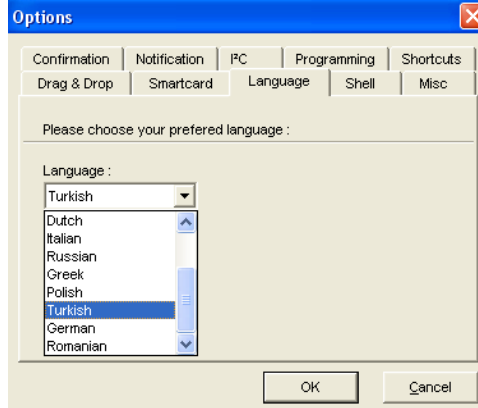 Options
Confirmation Notification I²C Programming Shortcuts
Drag & Drop Smartcard Language Shell Misc
Please choose your prefered language :
Language :
Turkish
Dutch
Italian
Russian
Greek
Polish
Turkish
German
Romanian
OK Cancel